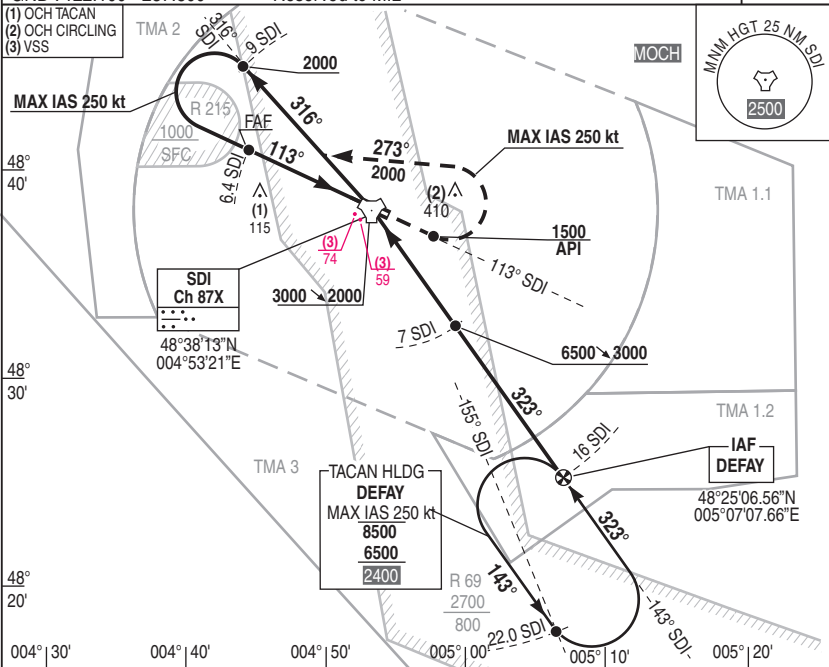 (1) OCH TACAN
(2) OCH CIRCLING
(3) VSS
TMA 2
316°
SDI
9 SDI
2000
MOCH
MNM HGT 25 NM SDI
2500
MAX IAS 250 kt
R 215
1000
SFC
FAF
316°
113°
6.4 SDI
273°
2000
MAX IAS 250 kt
48°
40'
(1)
115
(2)
410
TMA 1.1
1500
API
113° SDI
(3)
74
(3)
59
SDI
Ch 87X
48°38'13"N
004°53'21"E
3000 ↘ 2000
7 SDI
6500 ↘ 3000
48°
30'
323°
TMA 1.2
155° SDI
16 SDI
IAF
DEFAY
48°25'06.56"N
005°07'07.66"E
TMA 3
TACAN HLDG
DEFAY
MAX IAS 250 kt
8500
6500
2400
323°
143°
R 69
2700
800
48°
20'
22.0 SDI
143° SDI
004°30'
004°40'
004°50'
005°00'
005°10'
005°20'